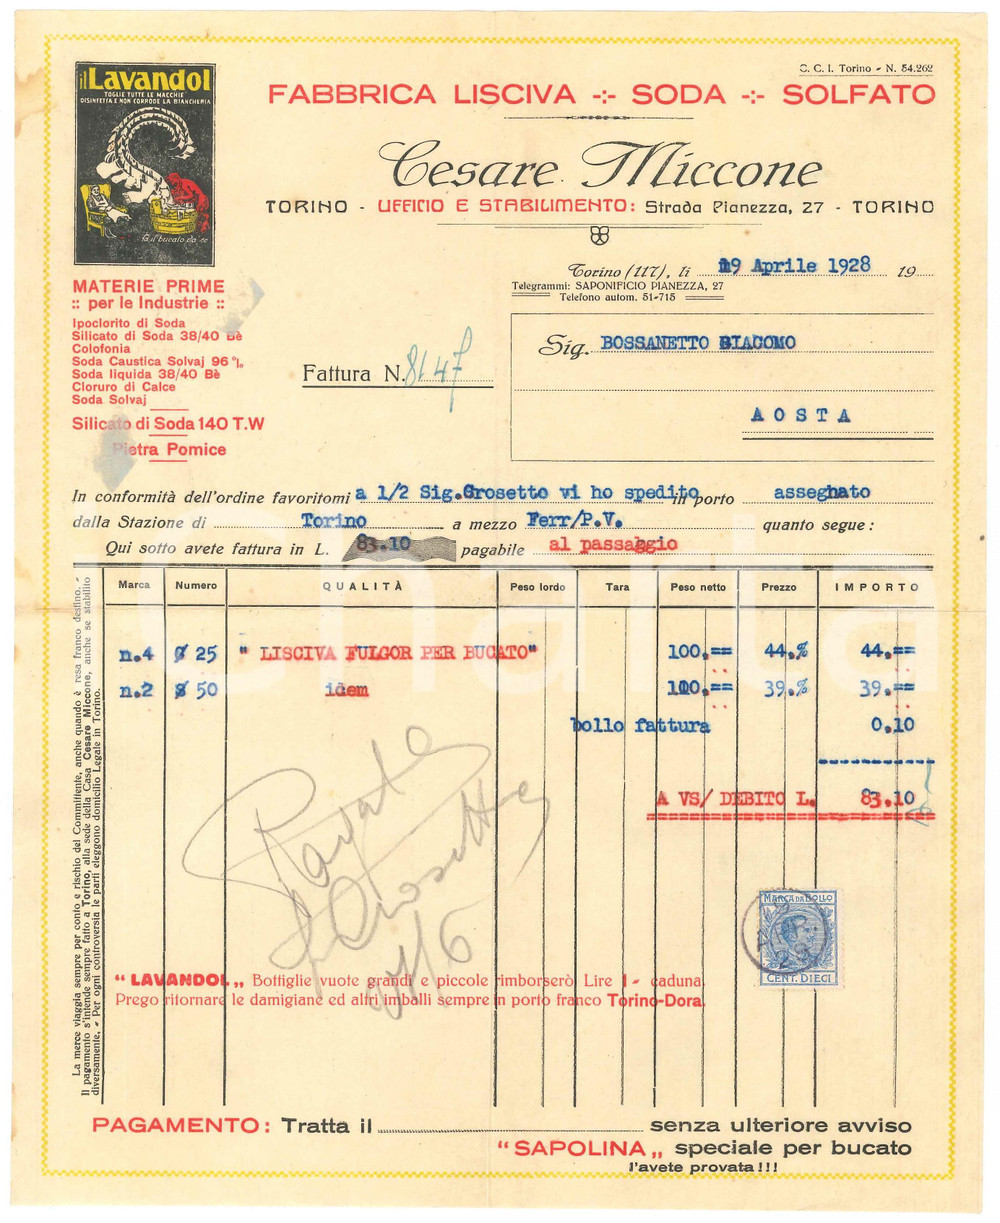 C. C. I. Torino - N. 54.262
il Lavandol
TOGLIE TUTTE LE MACCHIE
DISINFETTA E NON CORRODE LA BIANCHERIA
fa il bucato da se
FABBRICA LISCIVA -:- SODA -:- SOLFATO
Cesare Miccone
TORINO - UFFICIO E STABILIMENTO: Strada Pianezza, 27 - TORINO
Torino (117), li 19 Aprile 1928 19
Telegrammi: SAPONIFICIO PIANEZZA, 27
Telefono autom. 51-715
MATERIE PRIME
:: per le Industrie ::
Ipoclorito di Soda
Silicato di Soda 38/40 Bè
Colofonia
Soda Caustica Solvaj 96 %
Soda liquida 38/40 Bè
Cloruro di Calce
Soda Solvaj
Silicato di Soda 140 T.W
Pietra Pomice
Fattura N. 8147
Sig. BOSSANETTO GIACOMO
AOSTA
In conformità dell'ordine favoritomi a 1/2 Sig.Grosetto vi ho spedito in porto assegnato
dalla Stazione di Torino a mezzo Ferr/P.V. quanto segue:
Qui sotto avete fattura in L. 83.10 pagabile al passaggio
Marca Numero QUALITÀ Peso lordo Tara Peso netto Prezzo IMPORTO
n.4 % 25 " LISCIVA FULGOR PER BUCATO" 100.== 44.% 44.==
n.2 % 50 idem 100.== 39.% 39.==
bollo fattura 0.10
A VS/ DEBITO L. 83.10
Pagato
Grosetto
7/6
MARCA DA BOLLO
CENT. DIECI
La merce viaggia sempre per conto e rischio del Committente, anche quando è resa franco destino. -
Il pagamento s'intende sempre fatto a Torino, alla sede della Casa Cesare Miccone, anche se stabilito
diversamente. - Per ogni controversia le parti eleggono domicilio Legale in Torino.
"LAVANDOL„ Bottiglie vuote grandi e piccole rimborserò Lire 1 - caduna.
Prego ritornare le damigiane ed altri imballi sempre in porto franco Torino-Dora.
PAGAMENTO: Tratta il senza ulteriore avviso
"SAPOLINA„ speciale per bucato
l'avete provata!!!
Charta